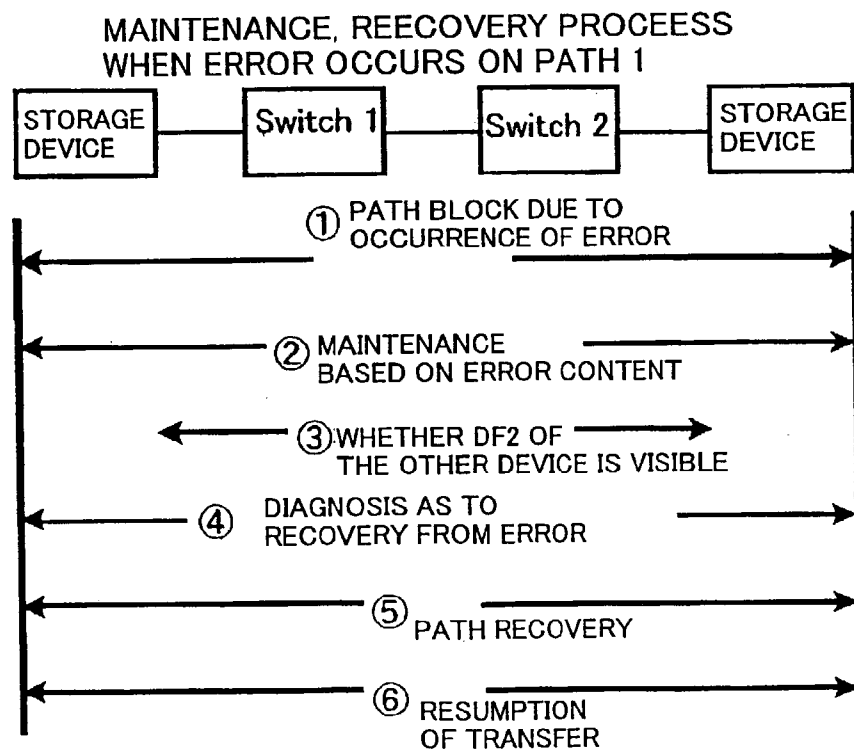 MAINTENANCE, REECOVERY PROCEESS
WHEN ERROR OCCURS ON PATH 1
STORAGE
DEVICE
Switch 1
Switch 2
STORAGE
DEVICE
① PATH BLOCK DUE TO
OCCURRENCE OF ERROR
② MAINTENANCE
BASED ON ERROR CONTENT
③ WHETHER DF2 OF
THE OTHER DEVICE IS VISIBLE
④ DIAGNOSIS AS TO
RECOVERY FROM ERROR
⑤ PATH RECOVERY
⑥ RESUMPTION
OF TRANSFER